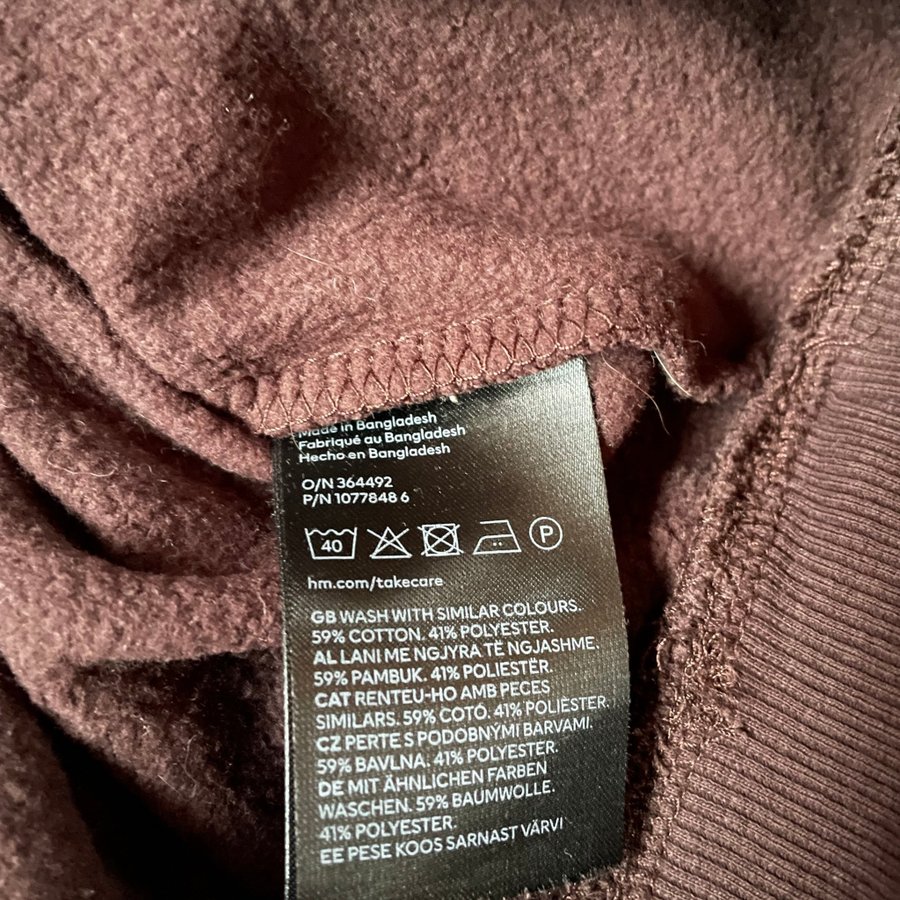 Made in Bangladesh
Fabriqué au Bangladesh
Hecho en Bangladesh
O/N 364492
P/N 1077848 6
40 P
hm.com/takecare
GB WASH WITH SIMILAR COLOURS.
59% COTTON. 41% POLYESTER.
AL LANI ME NGJYRA TË NGJASHME.
59% PAMBUK. 41% POLIESTËR.
CAT RENTEU-HO AMB PECES
SIMILARS. 59% COTÓ. 41% POLIÈSTER.
CZ PERTE S PODOBNÝMI BARVAMI.
59% BAVLNA. 41% POLYESTER.
DE MIT ÄHNLICHEN FARBEN
WASCHEN. 59% BAUMWOLLE.
41% POLYESTER.
EE PESE KOOS SARNAST VÄRVI